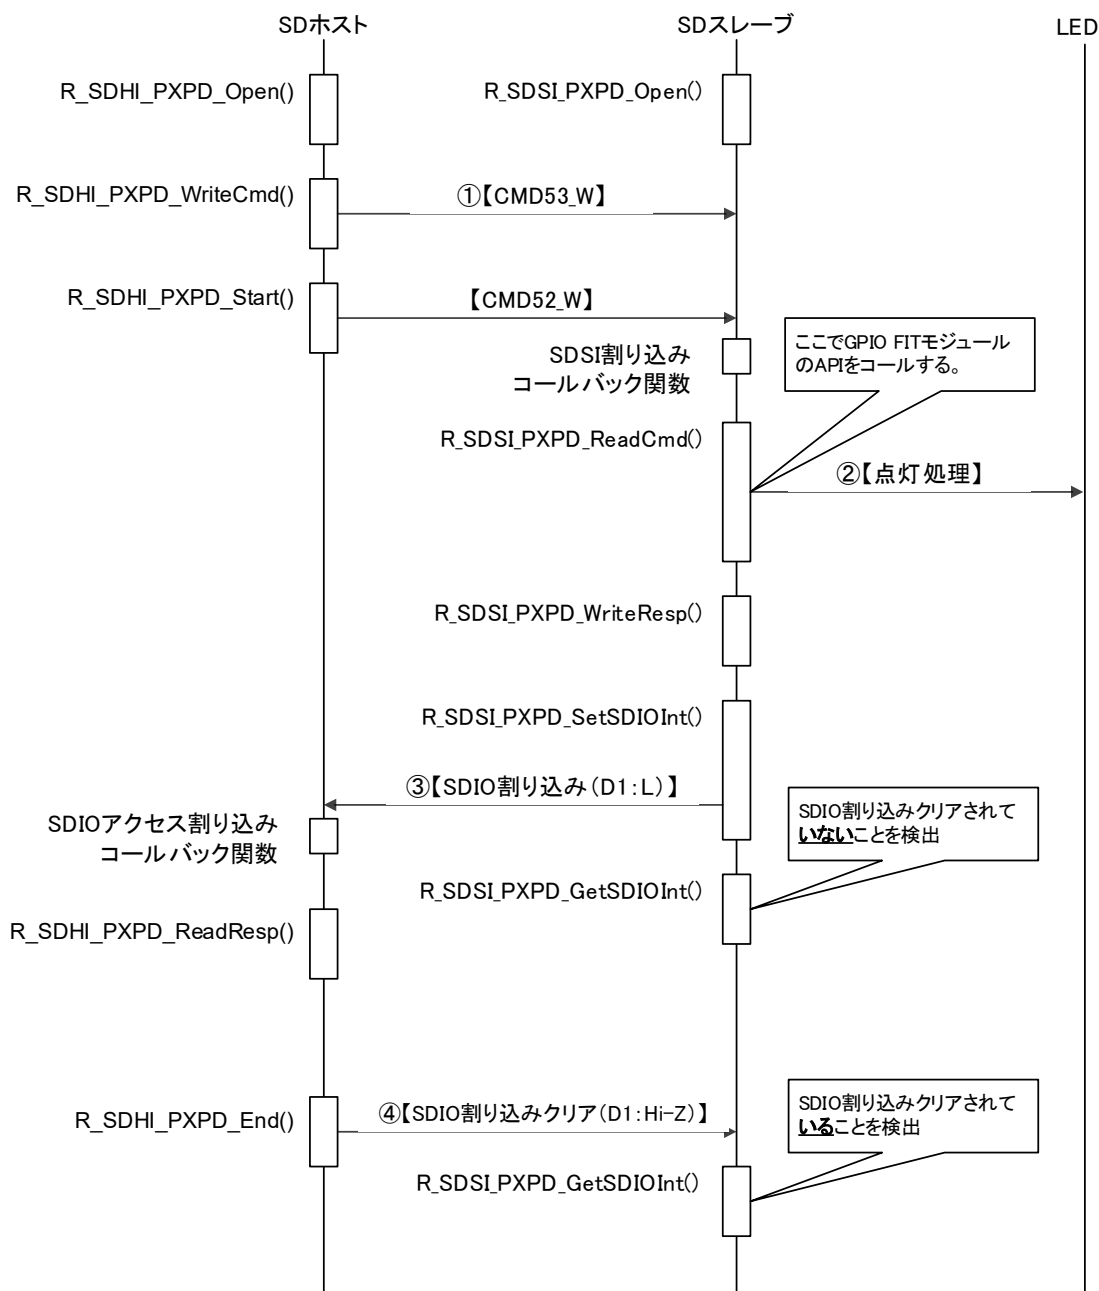 SDホスト
SDスレーブ
LED
R_SDHI_PXPD_Open()
R_SDSI_PXPD_Open()
R_SDHI_PXPD_WriteCmd()
①【CMD53_W】
R_SDHI_PXPD_Start()
【CMD52_W】
ここでGPIO FITモジュール
のAPIをコールする。
SDSI割り込み
コールバック関数
R_SDSI_PXPD_ReadCmd()
②【点灯処理】
R_SDSI_PXPD_WriteResp()
R_SDSI_PXPD_SetSDIOInt()
③【SDIO割り込み(D1:L)】
SDIO割り込みクリアされて
いないことを検出
SDIOアクセス割り込み
コールバック関数
R_SDSI_PXPD_GetSDIOInt()
R_SDHI_PXPD_ReadResp()
R_SDHI_PXPD_End()
④【SDIO割り込みクリア(D1:Hi-Z)】
SDIO割り込みクリアされて
いることを検出
R_SDSI_PXPD_GetSDIOInt()